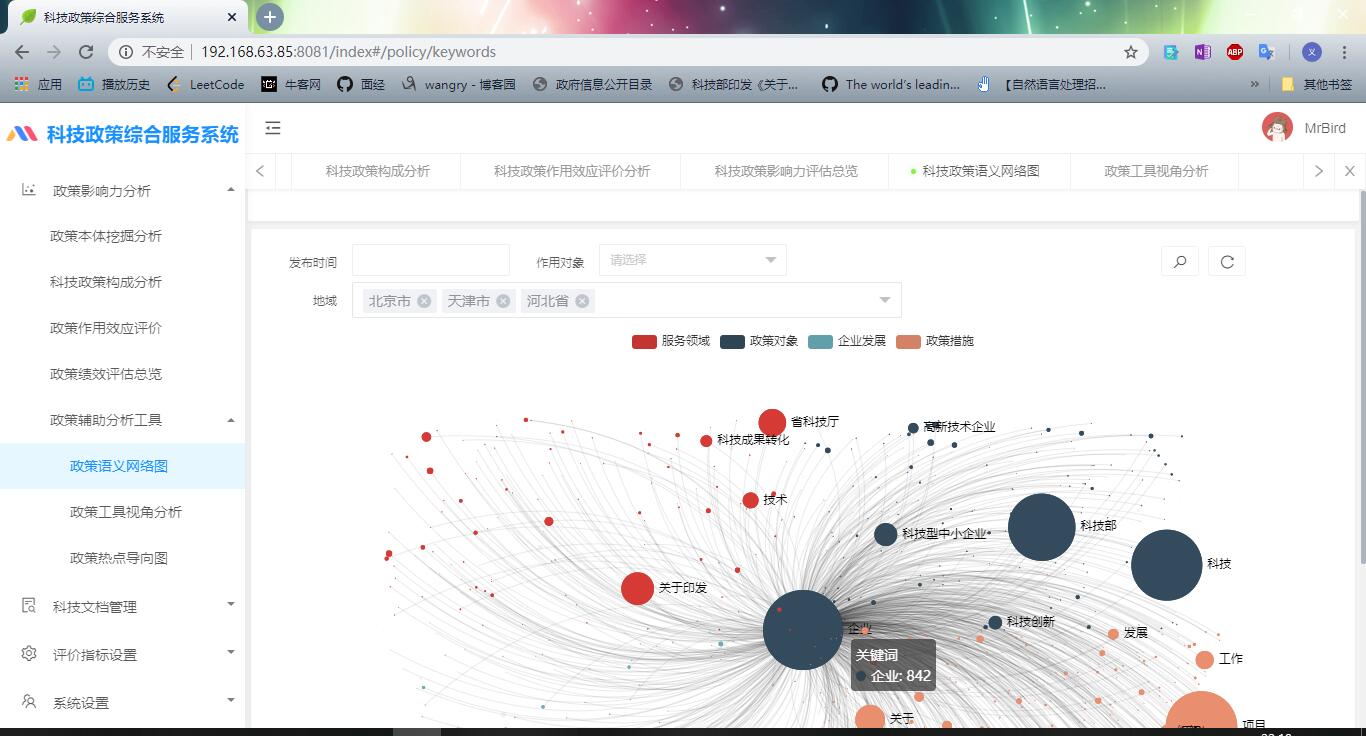 科技政策综合服务系统
不安全 | 192.168.63.85:8081/index#/policy/keywords
应用 播放历史 LeetCode 牛客网 面经 wangry - 博客园 政府信息公开目录 科技部印发《关于... The world's leadin... 【自然语言处理招... » 其他书签
科技政策综合服务系统
MrBird
科技政策构成分析 科技政策作用效应评价分析 科技政策影响力评估总览 科技政策语义网络图 政策工具视角分析
政策影响力分析
政策本体挖掘分析
科技政策构成分析
政策作用效应评价
政策绩效评估总览
政策辅助分析工具
政策语义网络图
政策工具视角分析
政策热点导向图
科技文档管理
评价指标设置
系统设置
发布时间 作用对象 请选择
地域 北京市 天津市 河北省
服务领域 政策对象 企业发展 政策措施
省科技厅
高新技术企业
科技成果转化
技术
科技部
科技型中小企业
科技
关于印发
科技创新
企业
发展
关键词
企业: 842
工作
关于
项目